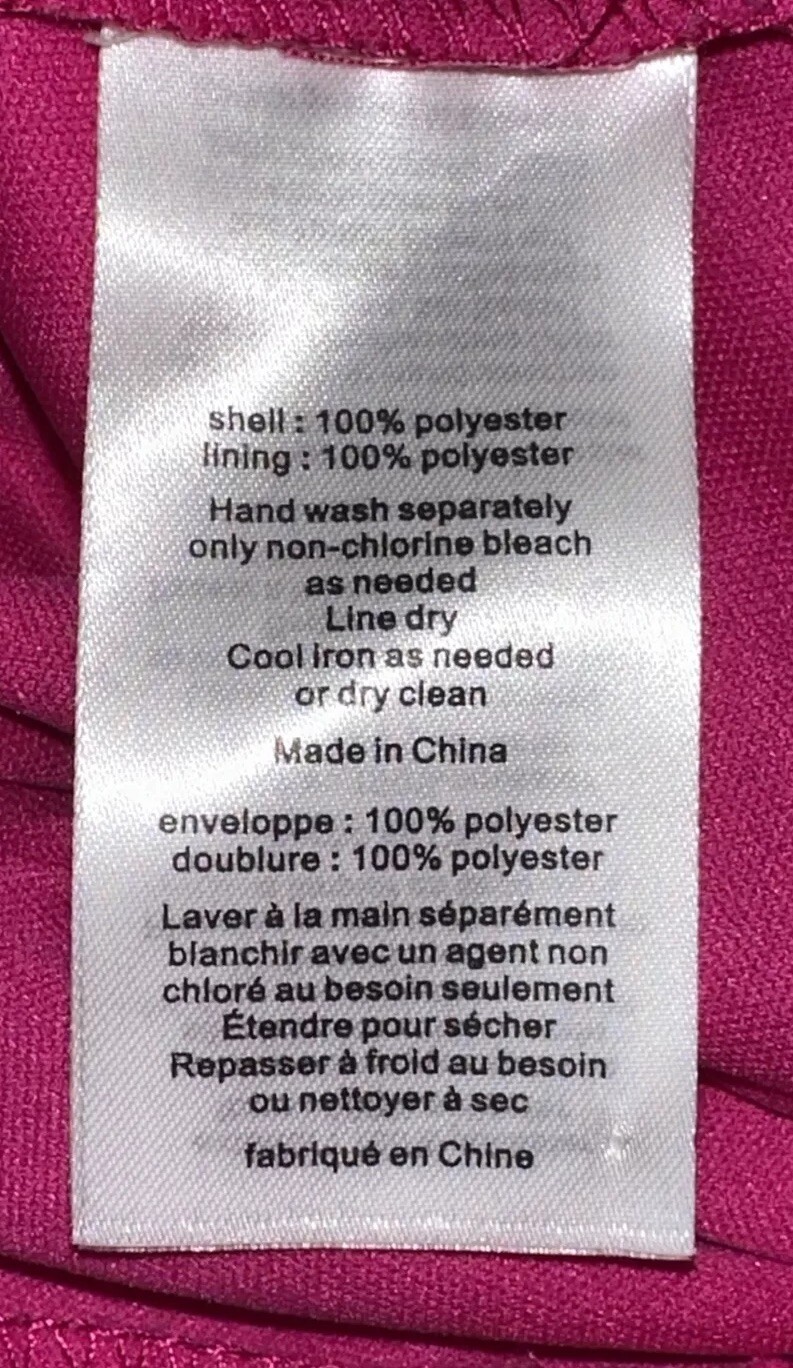 shell : 100% polyester
lining : 100% polyester
Hand wash separately
only non-chlorine bleach
as needed
Line dry
Cool iron as needed
or dry clean
Made in China
enveloppe : 100% polyester
doublure : 100% polyester
Laver à la main séparément
blanchir avec un agent non
chloré au besoin seulement
Étendre pour sécher
Repasser à froid au besoin
ou nettoyer à sec
fabriqué en Chine